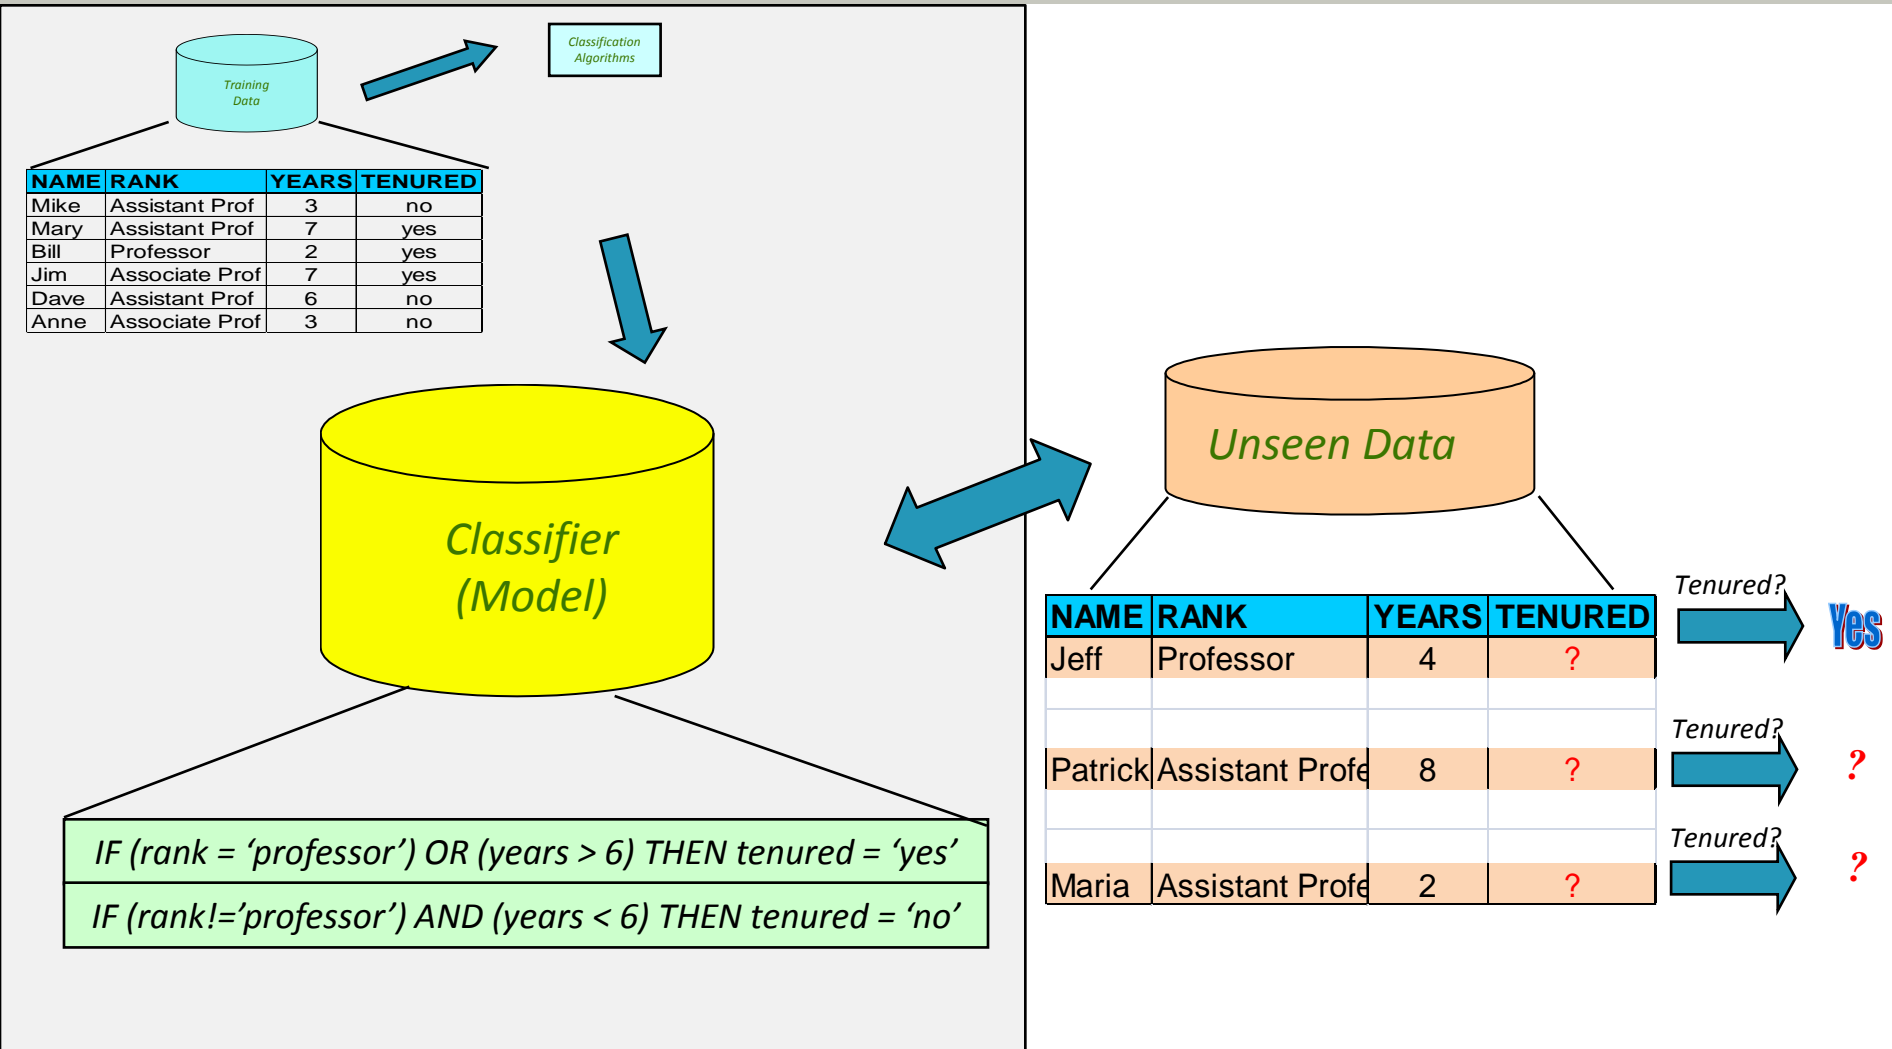 Training
Data
Classification
Algorithms
NAME RANK YEARS TENURED
Mike Assistant Prof 3 no
Mary Assistant Prof 7 yes
Bill Professor 2 yes
Jim Associate Prof 7 yes
Dave Assistant Prof 6 no
Anne Associate Prof 3 no
Classifier
(Model)
IF (rank = ‘professor’) OR (years > 6) THEN tenured = ‘yes’
IF (rank!=’professor’) AND (years < 6) THEN tenured = ‘no’
Unseen Data
NAME RANK YEARS TENURED
Jeff Professor 4 ?
Patrick Assistant Profe 8 ?
Maria Assistant Profe 2 ?
Tenured?
Yes
Tenured?
?
Tenured?
?